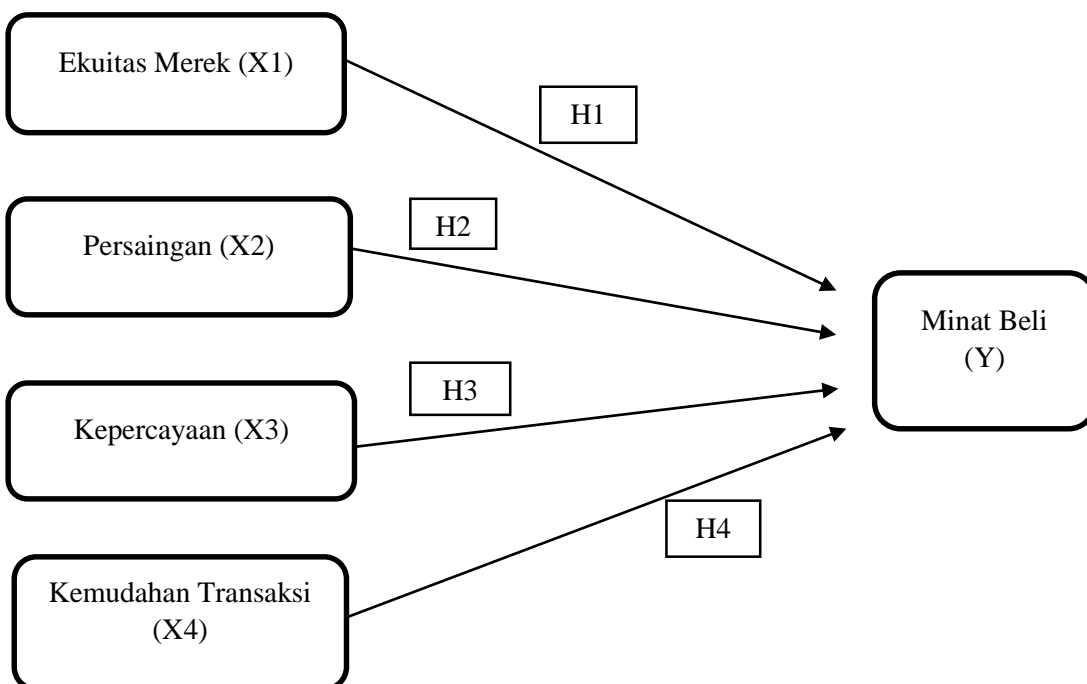 Ekuitas Merek (X1)
H1
Persaingan (X2)
H2
Minat Beli
(Y)
Kepercayaan (X3)
H3
Kemudahan Transaksi
(X4)
H4